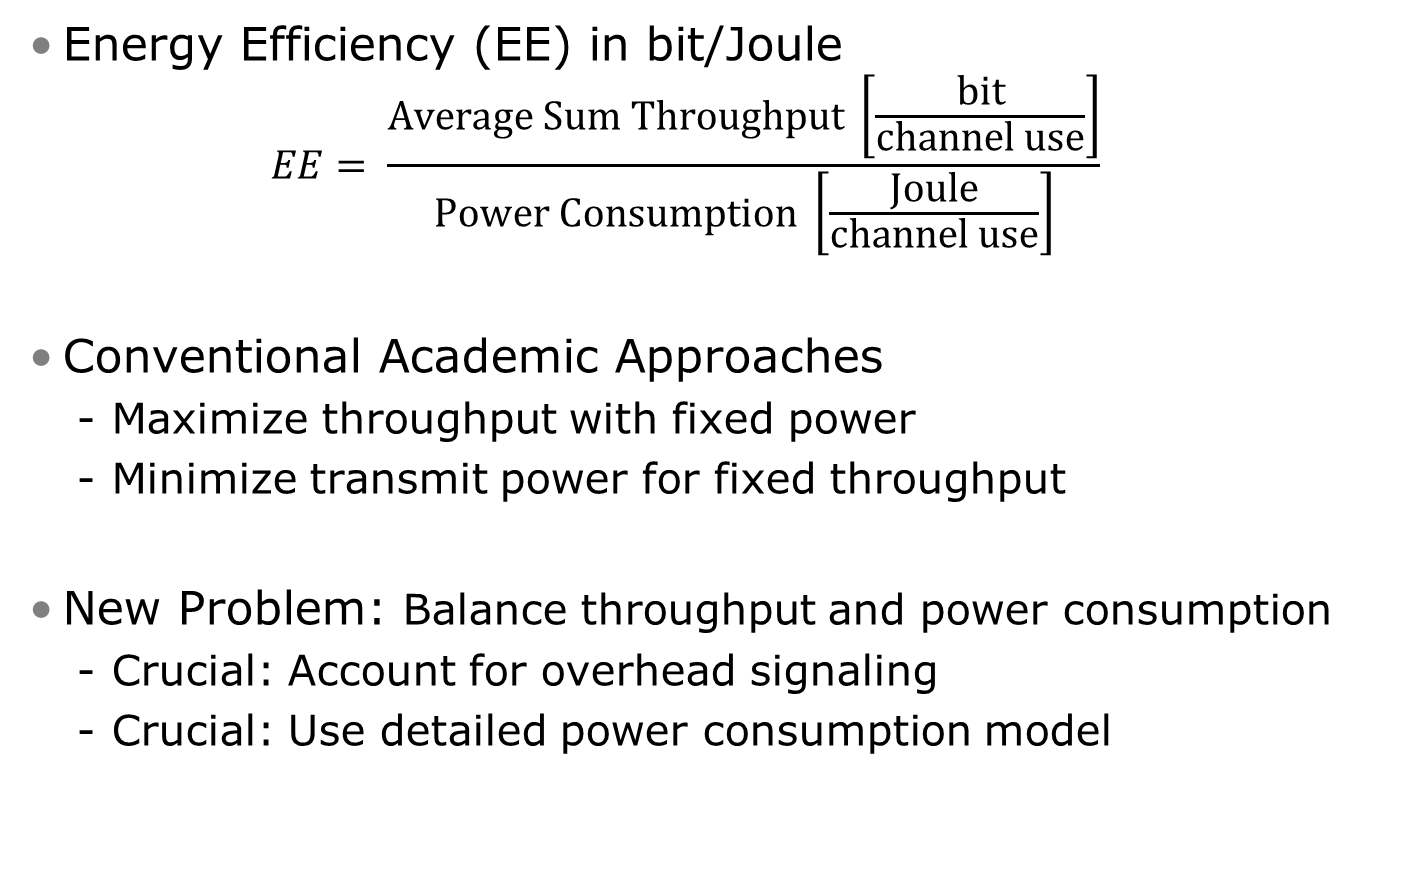 • Energy Efficiency (EE) in bit/Joule
EE = Average Sum Throughput [bit/channel use] / Power Consumption [Joule/channel use]
• Conventional Academic Approaches
- Maximize throughput with fixed power
- Minimize transmit power for fixed throughput
• New Problem: Balance throughput and power consumption
- Crucial: Account for overhead signaling
- Crucial: Use detailed power consumption model